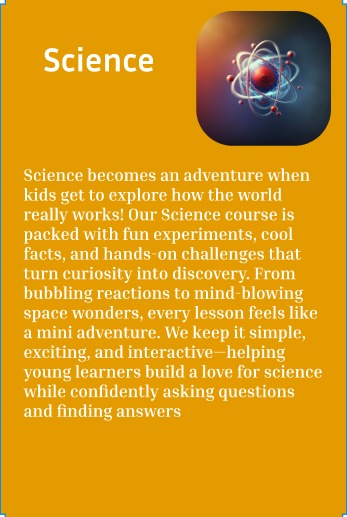 Science
Science becomes an adventure when
kids get to explore how the world
really works! Our Science course is
packed with fun experiments, cool
facts, and hands-on challenges that
turn curiosity into discovery. From
bubbling reactions to mind-blowing
space wonders, every lesson feels like
a mini adventure. We keep it simple,
exciting, and interactive—helping
young learners build a love for science
while confidently asking questions
and finding answers